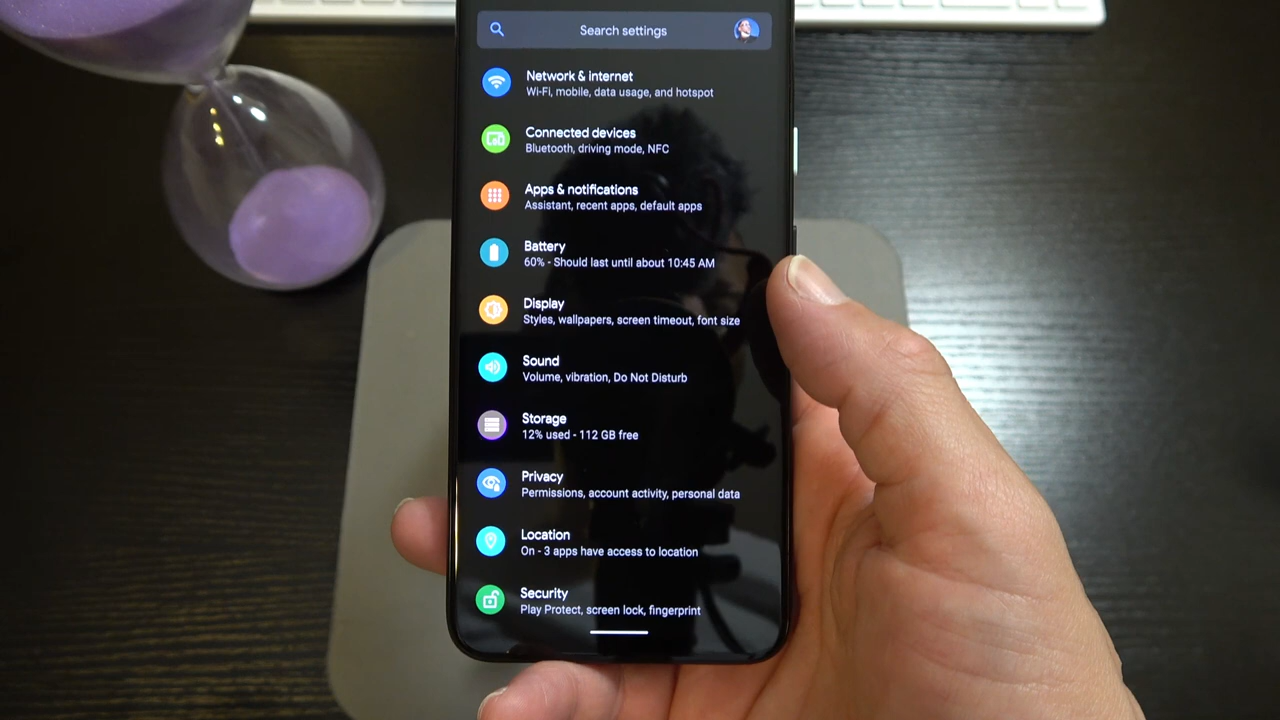 Search settings
Network & internet
Wi-Fi, mobile, data usage, and hotspot
Connected devices
Bluetooth, driving mode, NFC
Apps & notifications
Assistant, recent apps, default apps
Battery
60% - Should last until about 10:45 AM
Display
Styles, wallpapers, screen timeout, font size
Sound
Volume, vibration, Do Not Disturb
Storage
12% used - 112 GB free
Privacy
Permissions, account activity, personal data
Location
On - 3 apps have access to location
Security
Play Protect, screen lock, fingerprint